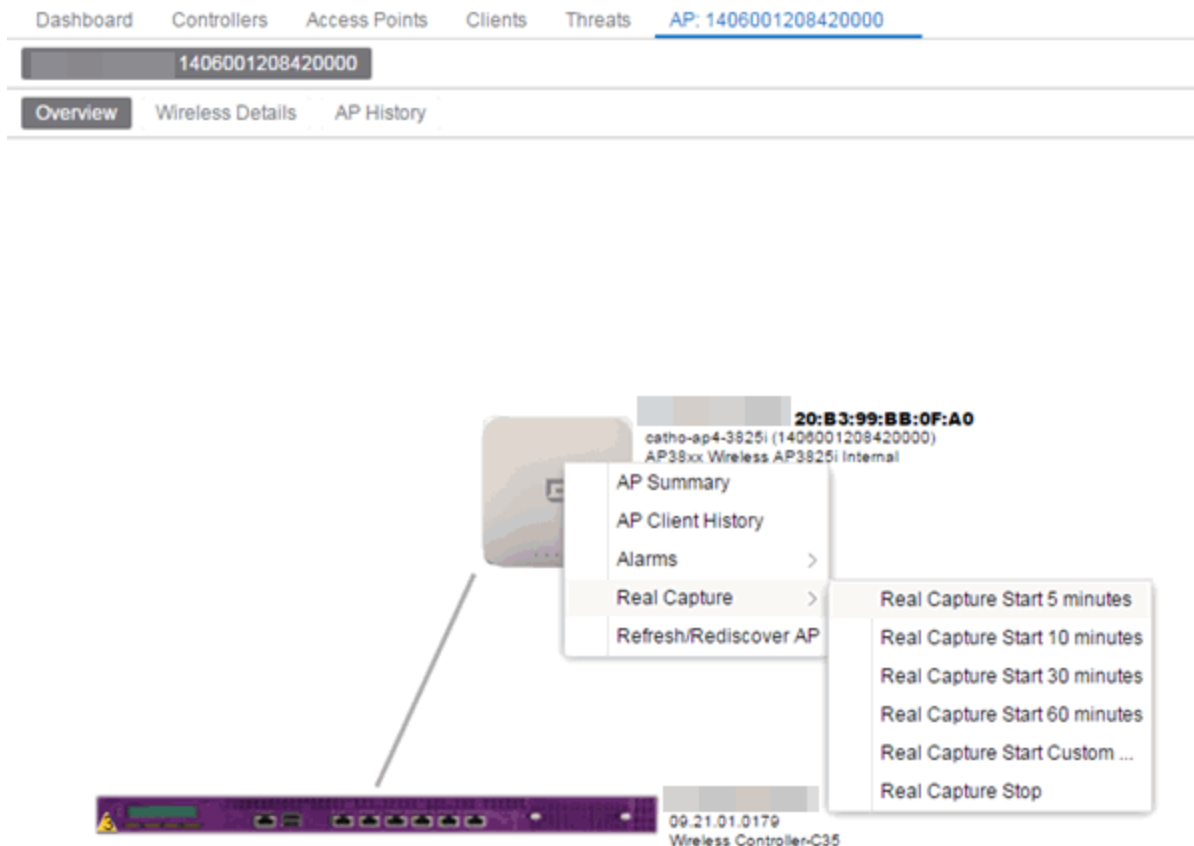 Dashboard Controllers Access Points Clients Threats AP: 1406001208420000
1406001208420000
Overview Wireless Details AP History
20:B3:99:BB:0F:A0
catho-ap4-3825i (1406001208420000)
AP38xx Wireless AP3825i Internal
AP Summary
AP Client History
Alarms
Real Capture
Refresh/Rediscover AP
Real Capture Start 5 minutes
Real Capture Start 10 minutes
Real Capture Start 30 minutes
Real Capture Start 60 minutes
Real Capture Start Custom ...
Real Capture Stop
3
09.21.01.0179
Wireless Controller-C35